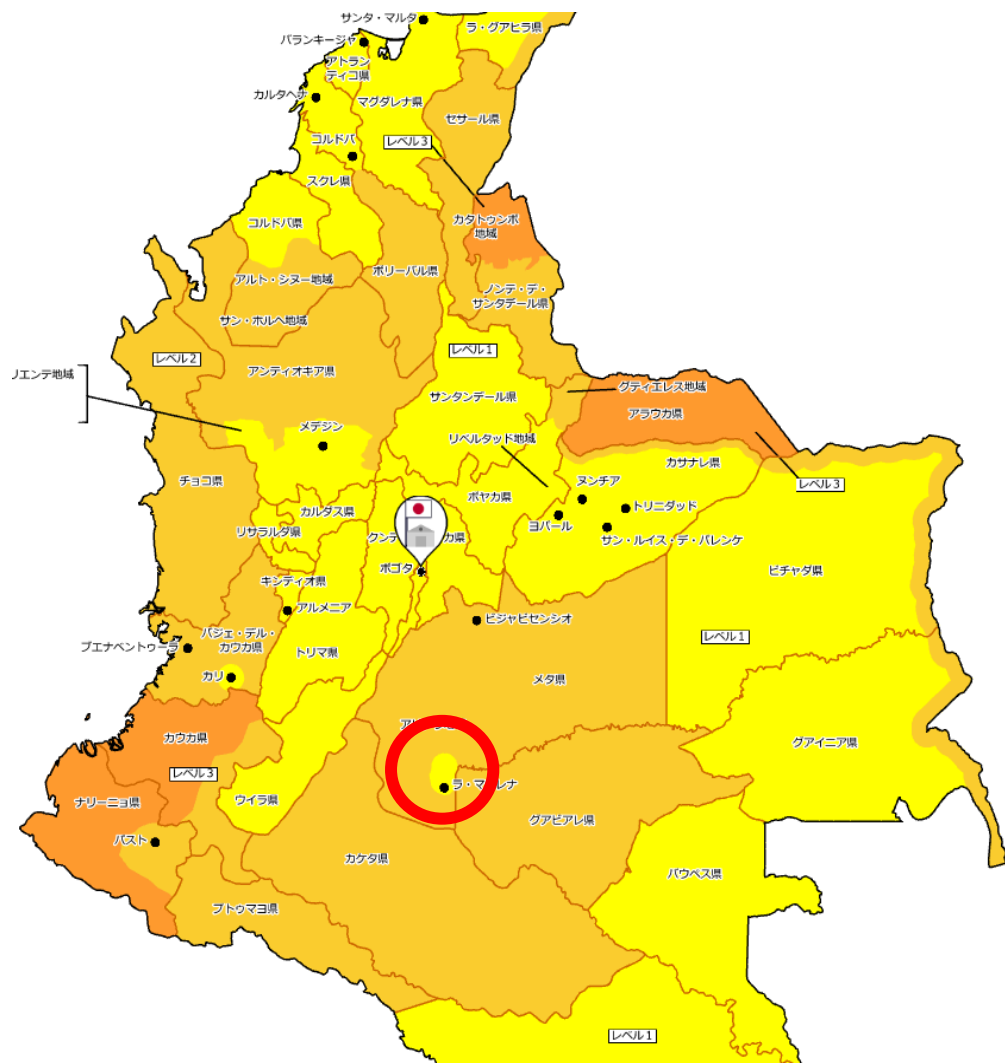 サンタ・マルタ
ラ・グアヒラ県
バランキージャ
アトラン
ティコ県
マグダレナ県
カルタヘナ
セサール県
コルドバ
レベル3
スクレ県
コルドバ県
カタトゥンボ
地域
ボリーバル県
アルト・シヌー地域
ノンテ・デ・
サンタデール県
サン・ホルヘ地域
レベル1
レベル2
ノエンテ地域
アンティオキア県
グティエレス地域
サンタンデール県
アラウカ県
メデジン
リベルタッド地域
カサナレ県
チョコ県
ヌンチア
レベル3
カルダス県
ボヤカ県
トリニダッド
リサラルダ県
ヨパール
クンデ
カ県
サン・ルイス・デ・パレンケ
ボゴタ
ビチャダ県
キンディオ県
アルメニア
ビジャビセンシオ
バジェ・デル・
カウカ県
レベル1
ブエナベントゥーラ
トリマ県
カリ
メタ県
カウカ県
グアイニア県
レベル3
ラ・マ
レナ
ナリーニョ県
ウイラ県
グアビアレ県
パスト
カケタ県
バウペス県
プトゥマヨ県
レベル1